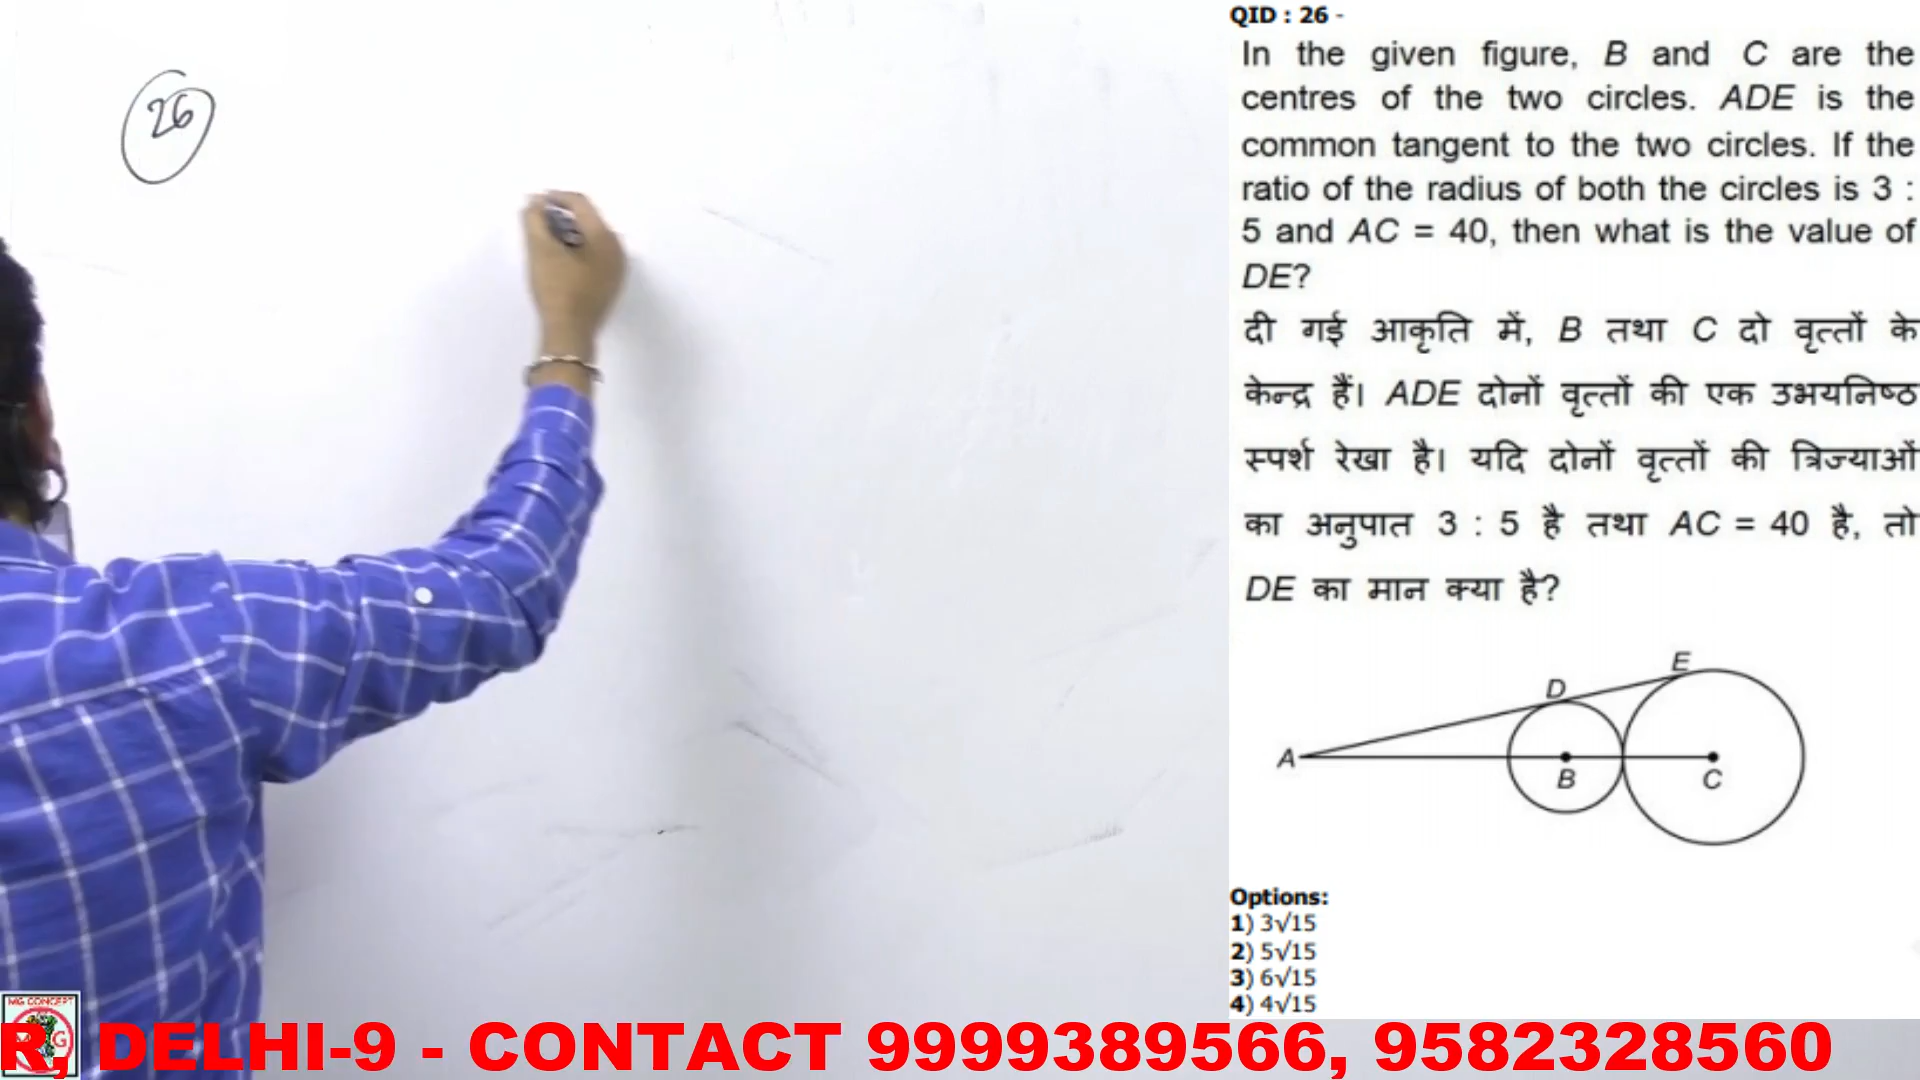 26
QID : 26 -
In the given figure, B and C are the
centres of the two circles. ADE is the
common tangent to the two circles. If the
ratio of the radius of both the circles is 3 :
5 and AC = 40, then what is the value of
DE?
दी गई आकृति में, B तथा C दो वृत्तों के
केन्द्र हैं। ADE दोनों वृत्तों की एक उभयनिष्ठ
स्पर्श रेखा है। यदि दोनों वृत्तों की त्रिज्याओं
का अनुपात 3 : 5 है तथा AC = 40 है, तो
DE का मान क्या है?
E
D
A
B
C
Options:
1) 3√15
2) 5√15
3) 6√15
4) 4√15
MG CONCEPT
R, DELHI-9 - CONTACT 9999389566, 9582328560